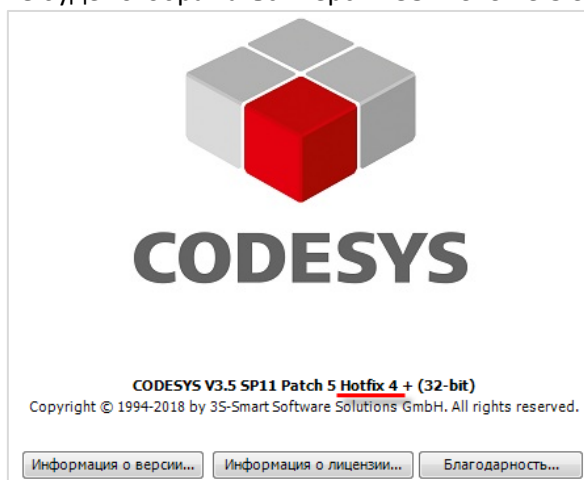 CODESYS
CODESYS V3.5 SP11 Patch 5 Hotfix 4 + (32-bit)
Copyright © 1994-2018 by 3S-Smart Software Solutions GmbH. All rights reserved.
Информация о версии... Информация о лицензии... Благодарность...